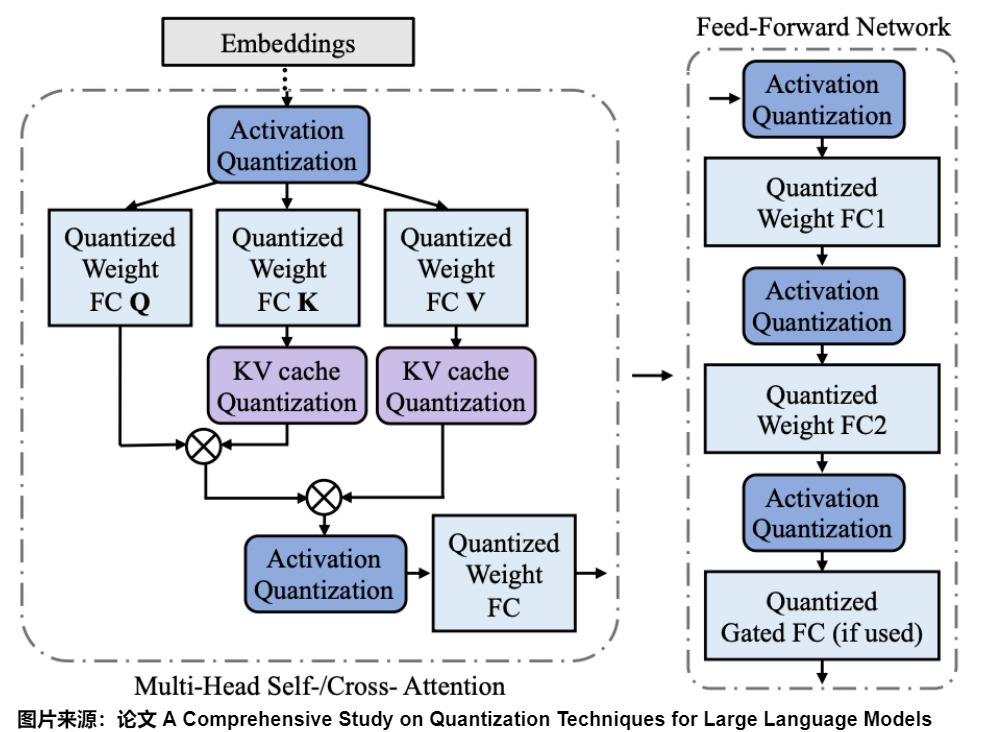 Embeddings
Activation
Quantization
Quantized
Weight
FC Q
Quantized
Weight
FC K
Quantized
Weight
FC V
KV cache
Quantization
KV cache
Quantization
Activation
Quantization
Quantized
Weight
FC
Multi-Head Self-/Cross- Attention
Feed-Forward Network
Activation
Quantization
Quantized
Weight FC1
Activation
Quantization
Quantized
Weight FC2
Activation
Quantization
Quantized
Gated FC (if used)
图片来源：论文 A Comprehensive Study on Quantization Techniques for Large Language Models